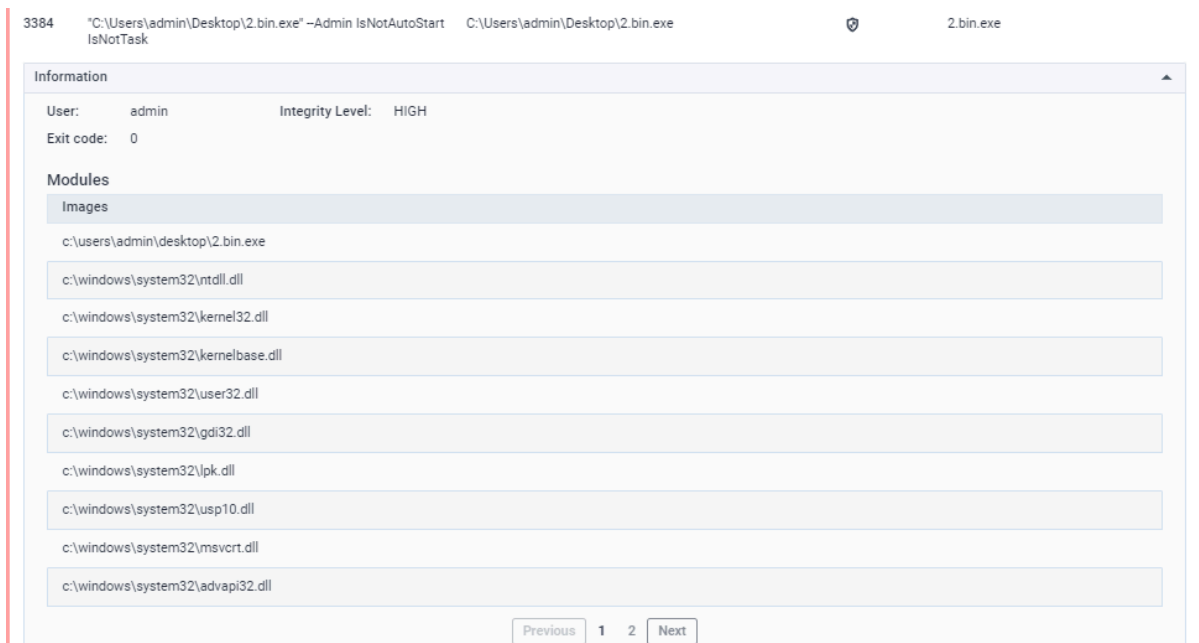 3384 "C:\Users\admin\Desktop\2.bin.exe" --Admin IsNotAutoStart C:\Users\admin\Desktop\2.bin.exe 2.bin.exe
IsNotTask
Information
User: admin Integrity Level: HIGH
Exit code: 0
Modules
Images
c:\users\admin\desktop\2.bin.exe
c:\windows\system32\ntdll.dll
c:\windows\system32\kernel32.dll
c:\windows\system32\kernelbase.dll
c:\windows\system32\user32.dll
c:\windows\system32\gdi32.dll
c:\windows\system32\lpk.dll
c:\windows\system32\usp10.dll
c:\windows\system32\msvcrt.dll
c:\windows\system32\advapi32.dll
Previous 1 2 Next